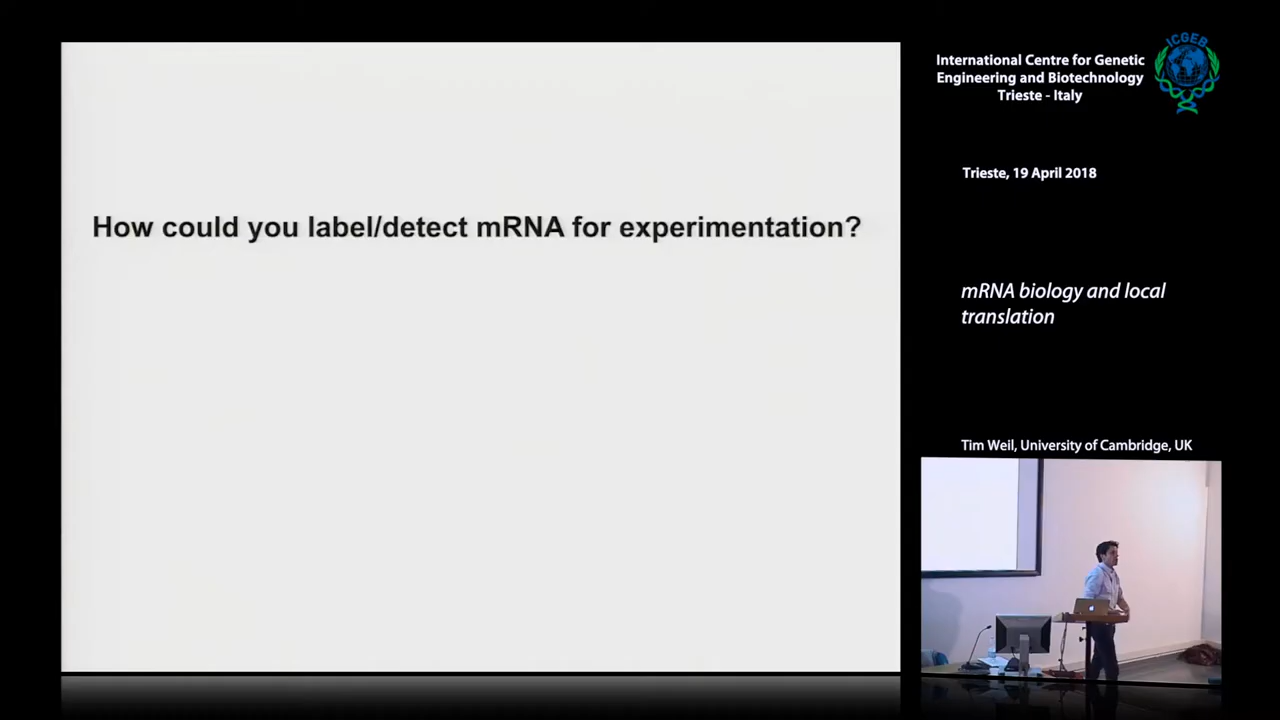 How could you label/detect mRNA for experimentation?
International Centre for Genetic
Engineering and Biotechnology
Trieste - Italy
ICGEB
Trieste, 19 April 2018
mRNA biology and local
translation
Tim Weil, University of Cambridge, UK